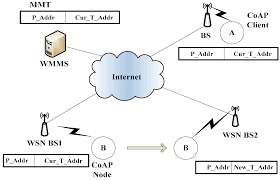 MMT
P_Addr Cur_T_Addr
WMMS
BS
CoAP
Client
A
P_Addr Cur_T_Addr
Internet
WSN BS1
P_Addr Cur_T_Addr
B
CoAP
Node
B
WSN BS2
P_Addr New_T_Addr